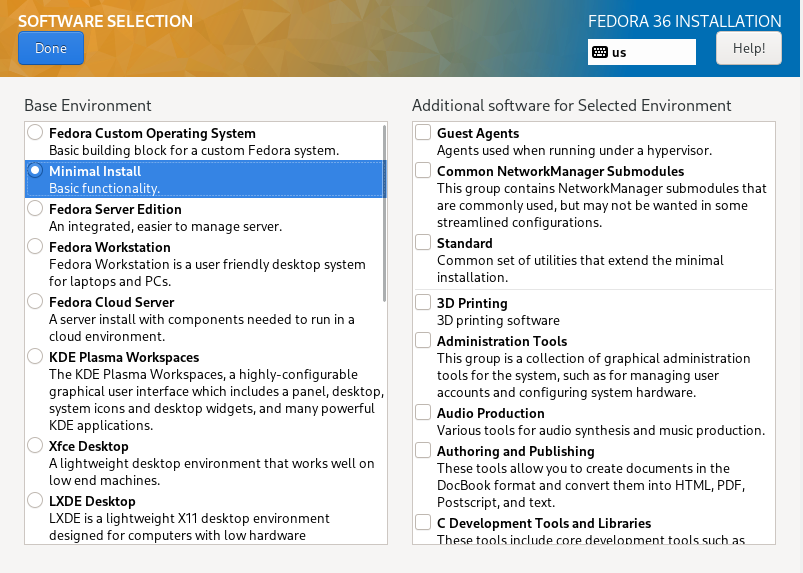 SOFTWARE SELECTION
FEDORA 36 INSTALLATION
Done
us
Help!
Base Environment
Fedora Custom Operating System
Basic building block for a custom Fedora system.
Minimal Install
Basic functionality.
Fedora Server Edition
An integrated, easier to manage server.
Fedora Workstation
Fedora Workstation is a user friendly desktop system
for laptops and PCs.
Fedora Cloud Server
A server install with components needed to run in a
cloud environment.
KDE Plasma Workspaces
The KDE Plasma Workspaces, a highly-configurable
graphical user interface which includes a panel, desktop,
system icons and desktop widgets, and many powerful
KDE applications.
Xfce Desktop
A lightweight desktop environment that works well on
low end machines.
LXDE Desktop
LXDE is a lightweight X11 desktop environment
designed for computers with low hardware
Additional software for Selected Environment
Guest Agents
Agents used when running under a hypervisor.
Common NetworkManager Submodules
This group contains NetworkManager submodules that
are commonly used, but may not be wanted in some
streamlined configurations.
Standard
Common set of utilities that extend the minimal
installation.
3D Printing
3D printing software
Administration Tools
This group is a collection of graphical administration
tools for the system, such as for managing user
accounts and configuring system hardware.
Audio Production
Various tools for audio synthesis and music production.
Authoring and Publishing
These tools allow you to create documents in the
DocBook format and convert them into HTML, PDF,
Postscript, and text.
C Development Tools and Libraries
These tools include core development tools such as